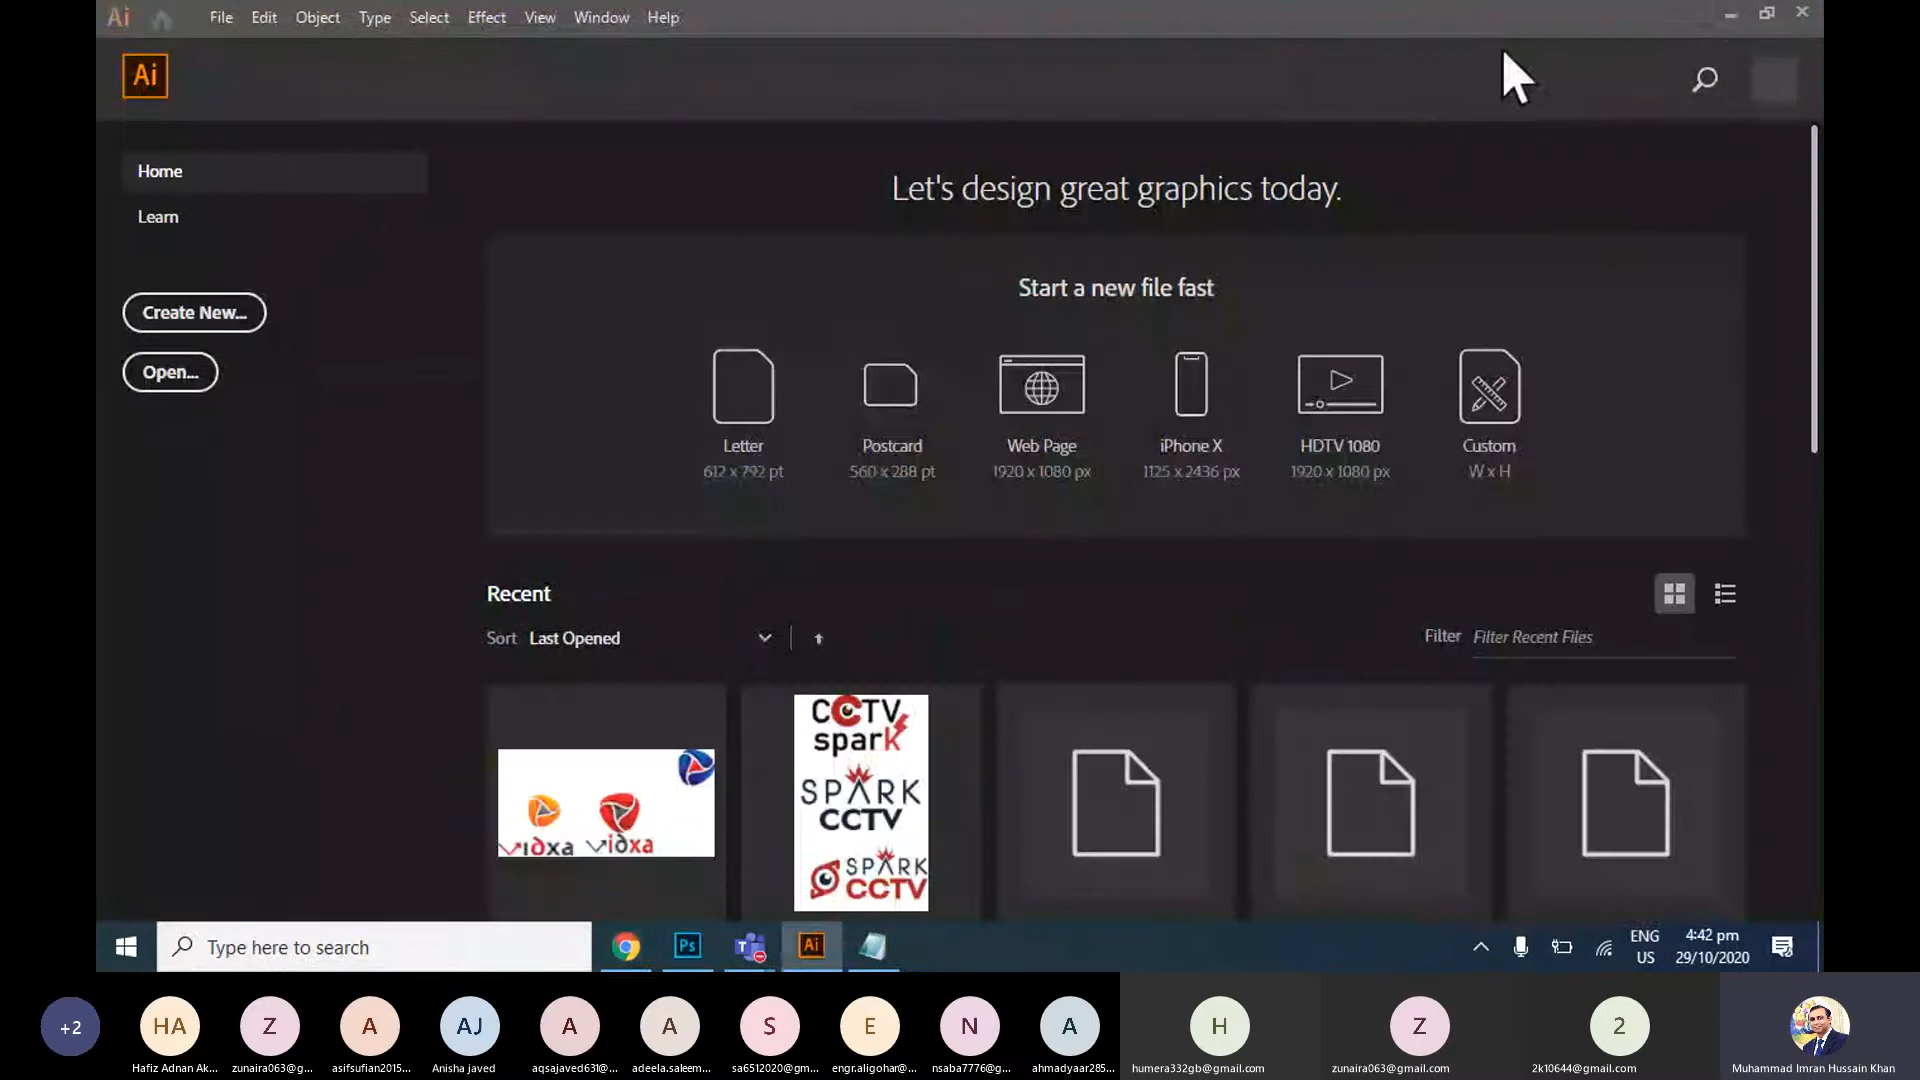 Ai File Edit Object Type Select Effect View Window Help
Ai
Home
Learn
Create New...
Open...
Let's design great graphics today.
Start a new file fast
Letter
612 x 792 pt
Postcard
560 x 288 pt
Web Page
1920 x 1080 px
iPhone X
1125 x 2436 px
HDTV 1080
1920 x 1080 px
Custom
W x H
Recent
Sort Last Opened
Filter Filter Recent Files
vidxa vidxa
CCTV
spark
SPARK
CCTV
SPARK
CCTV
Type here to search
Ps
T
Ai
ENG
US
4:42 pm
29/10/2020
+2
HA
Hafiz Adnan Ak...
Z
zunaira063@g...
A
asifsufian2015...
AJ
Anisha javed
A
aqsajaved631@...
A
adeela.saleem...
S
sa6512020@gm...
E
engr.aligohar@...
N
nsaba7776@g...
A
ahmadyaar285...
H
humera332gb@gmail.com
Z
zunaira063@gmail.com
2
2k10644@gmail.com
Muhammad Imran Hussain Khan